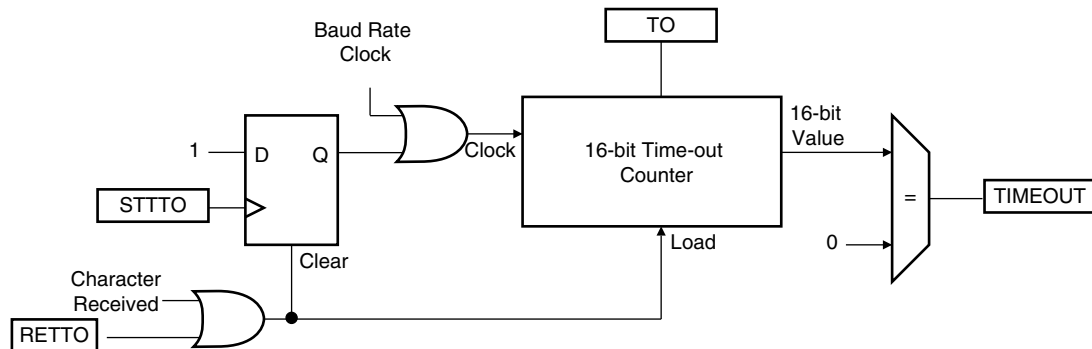 TO
Baud Rate
Clock
16-bit
Value
1
D
Q
Clock
16-bit Time-out
Counter
STTTO
=
TIMEOUT
Clear
Load
0
Character
Received
RETTO